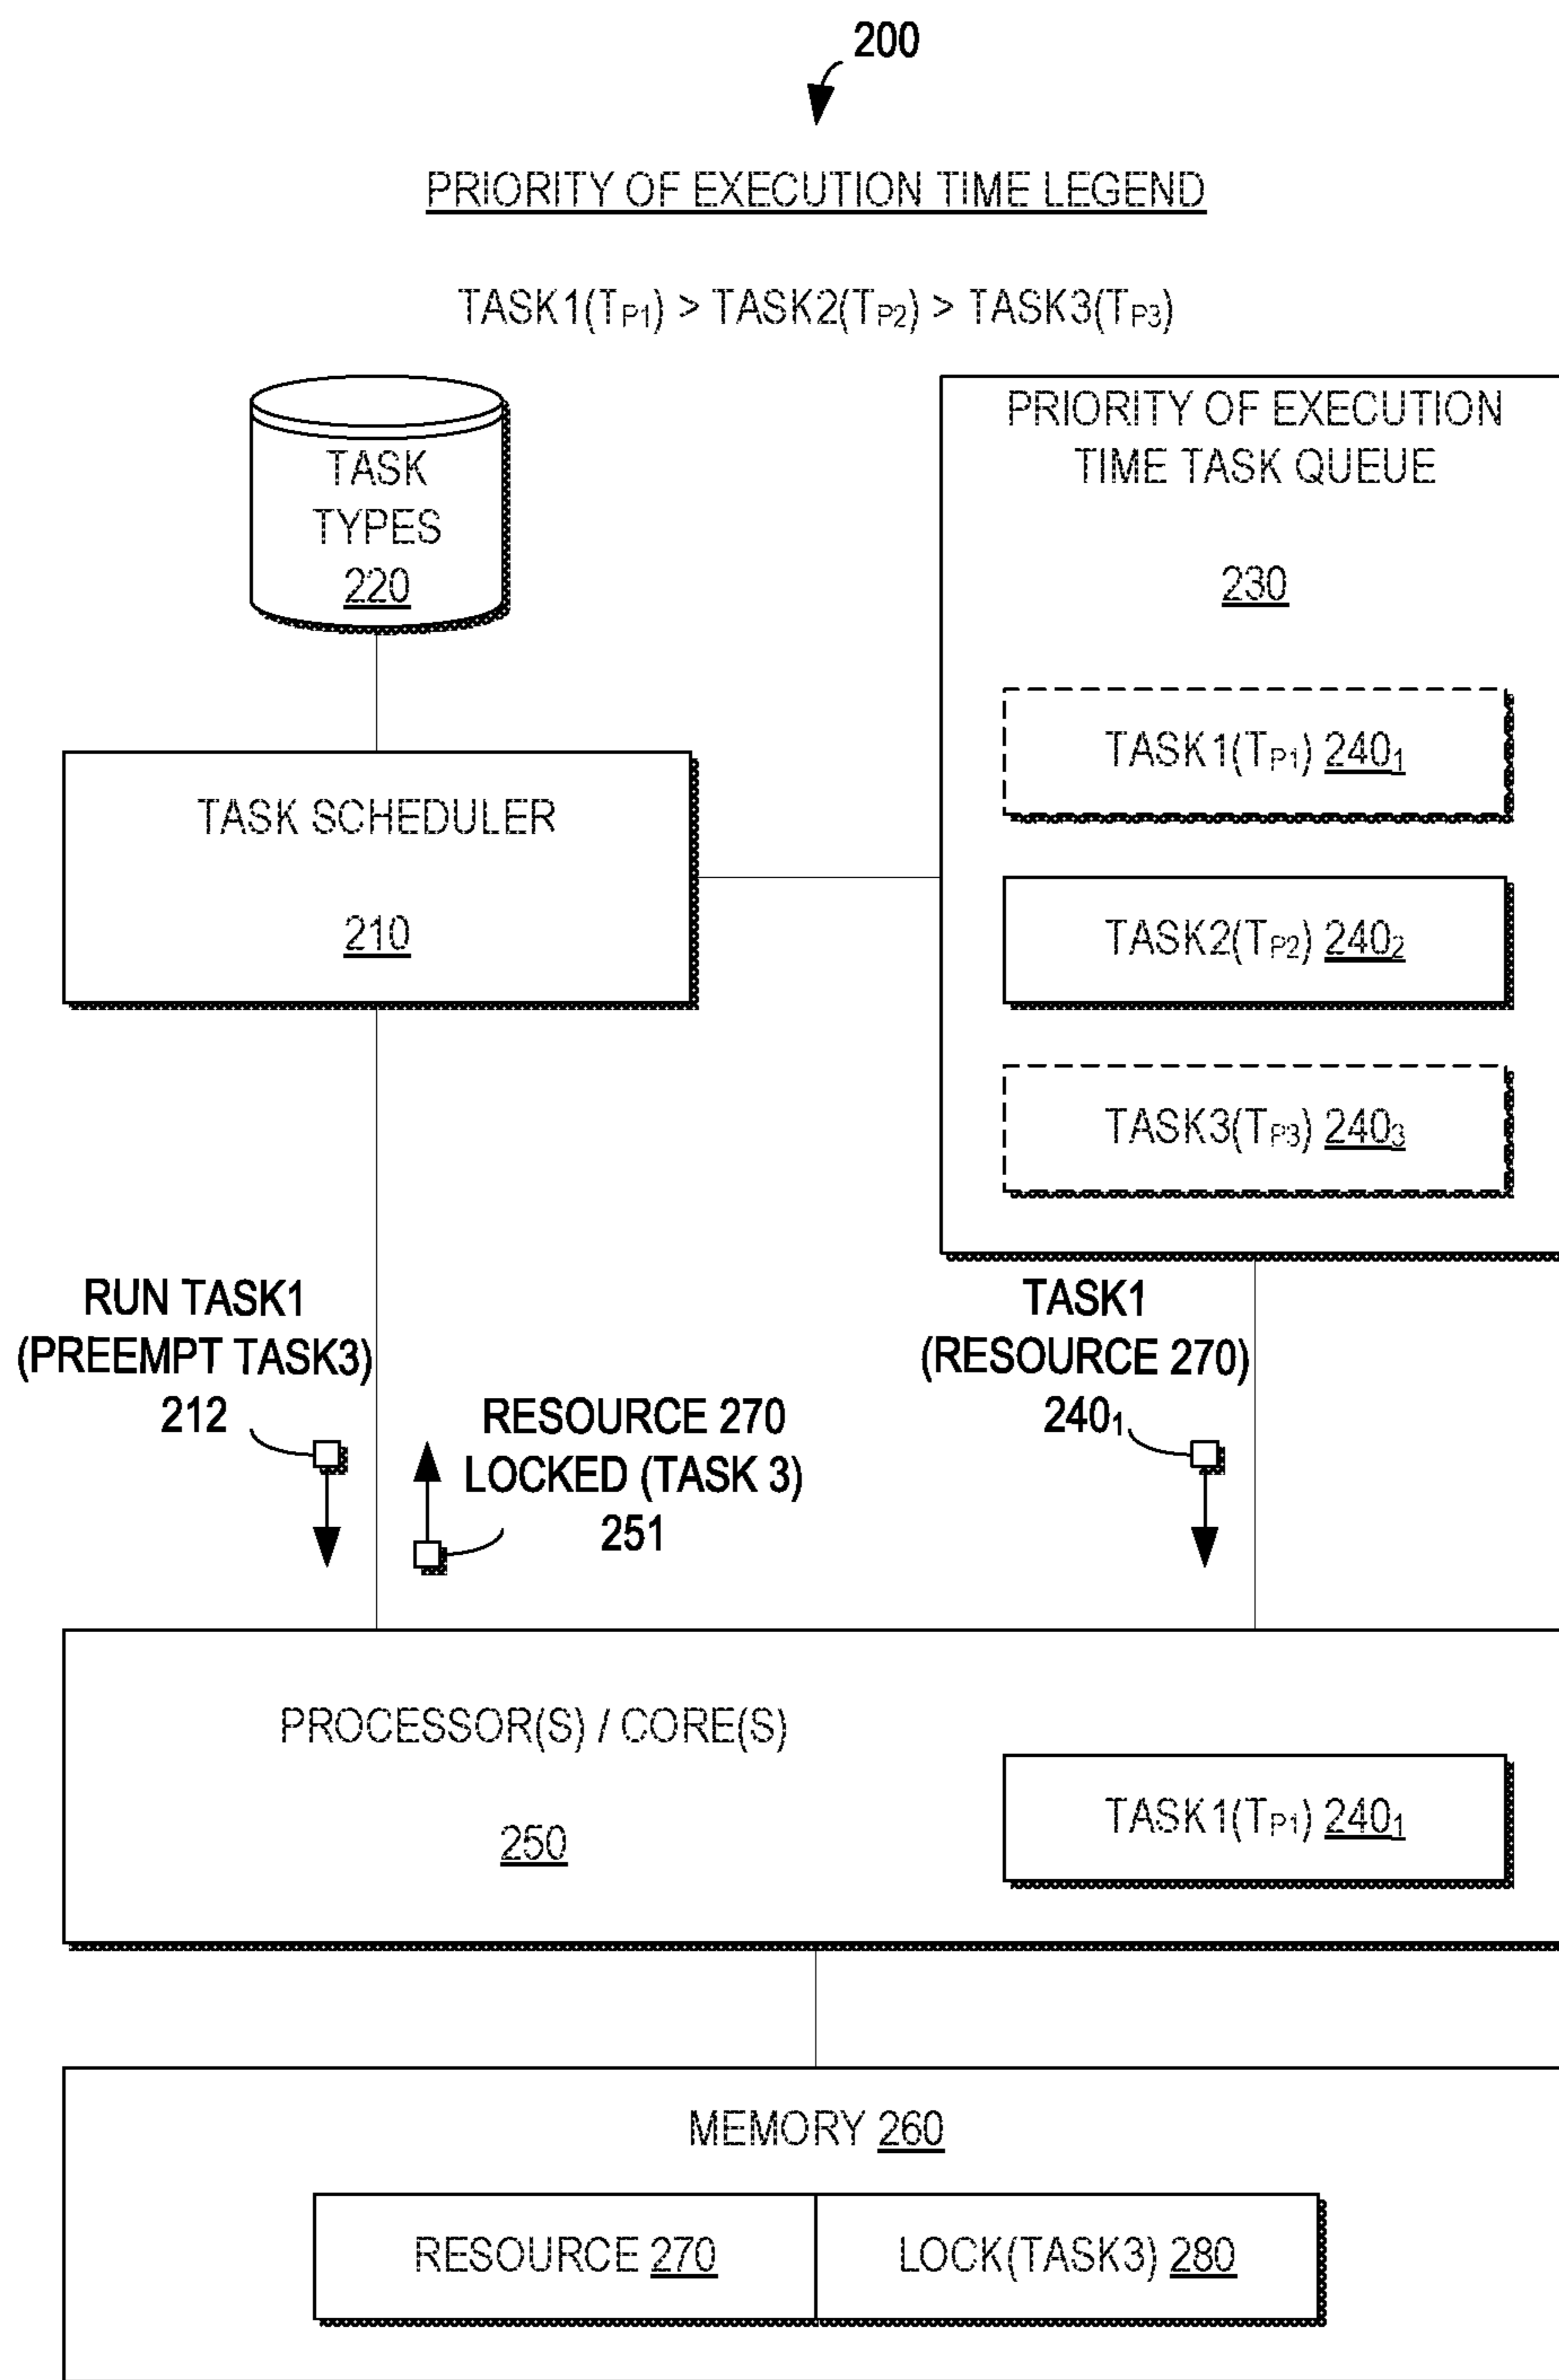 200
PRIORITY OF EXECUTION TIME LEGEND
TASK1(TP1) > TASK2(TP2) > TASK3(TP3)
TASK
TYPES
220
PRIORITY OF EXECUTION
TIME TASK QUEUE
230
TASK1(TP1) 240₁
TASK2(TP2) 240₂
TASK3(TP3) 240₃
TASK SCHEDULER
210
RUN TASK1
(PREEMPT TASK3)
212
RESOURCE 270
LOCKED (TASK 3)
251
TASK1
(RESOURCE 270)
240₁
PROCESSOR(S) / CORE(S)
250
TASK1(TP1) 240₁
MEMORY 260
RESOURCE 270
LOCK(TASK3) 280